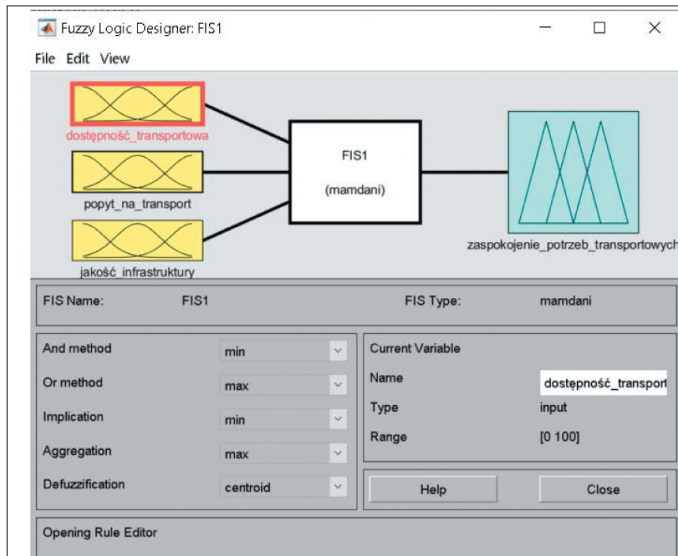 Fuzzy Logic Designer: FIS1
File Edit View
dostępność_transportowa
popyt_na_transport
jakość_infrastruktury
FIS1
(mamdani)
zaspokojenie_potrzeb_transportowych
FIS Name: FIS1 FIS Type: mamdani
And method min
Or method max
Implication min
Aggregation max
Defuzzification centroid
Current Variable
Name dostępność_transport
Type input
Range [0 100]
Help Close
Opening Rule Editor